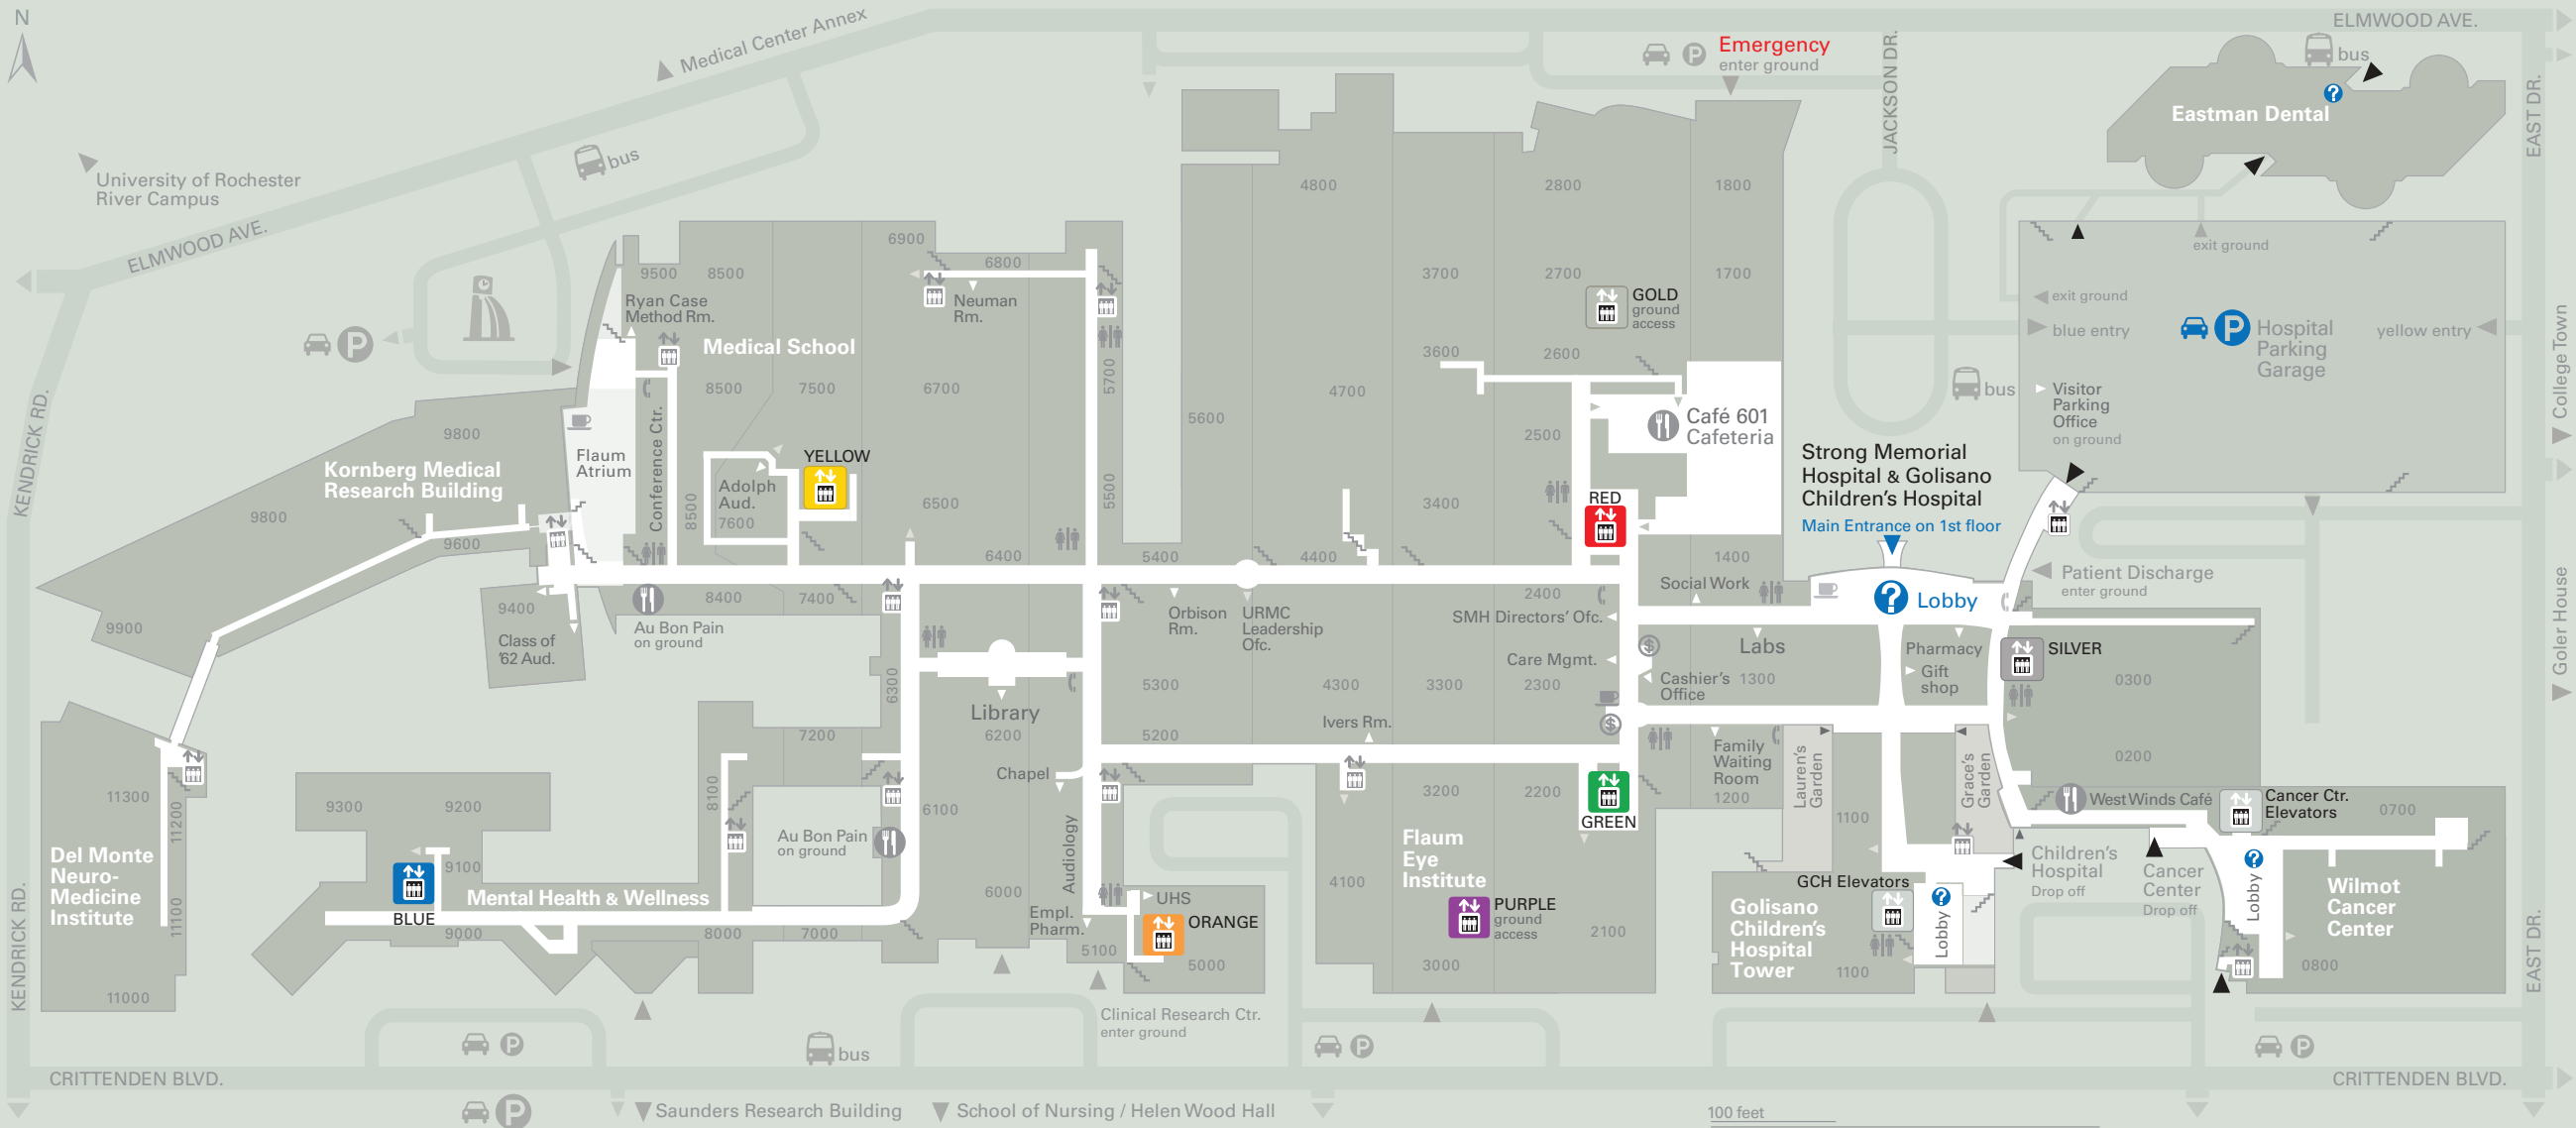 N
Medical Center Annex
ELMWOOD AVE.
Emergency
enter ground
JACKSON DR.
bus
Eastman Dental
EAST DR.
University of Rochester
River Campus
bus
ELMWOOD AVE.
4800
2800
1800
6900
6800
9500
8500
Ryan Case
Method Rm.
Neuman
Rm.
3700
2700
1700
GOLD
ground
access
exit ground
exit ground
blue entry
yellow entry
Hospital
Parking
Garage
Medical School
3600
2600
8500
7500
6700
5700
5600
4700
bus
Visitor
Parking
Office
on ground
College Town
KENDRICK RD.
Café 601
Cafeteria
2500
9800
Kornberg Medical
Research Building
Flaum
Atrium
Conference Ctr.
YELLOW
Adolph
Aud.
7600
8500
6500
5500
3400
RED
Strong Memorial
Hospital & Golisano
Children's Hospital
Main Entrance on 1st floor
9800
9600
6400
5400
4400
1400
Social Work
Patient Discharge
enter ground
9400
Class of
'62 Aud.
8400
7400
Au Bon Pain
on ground
Orbison
Rm.
URMC
Leadership
Ofc.
2400
SMH Directors' Ofc.
Lobby
9900
Care Mgmt.
Labs
Pharmacy
Gift
shop
SILVER
Goler House
6300
5300
4300
3300
2300
Cashier's
Office
1300
0300
Library
6200
7200
5200
Ivers Rm.
Family
Waiting
Room
1200
Lauren's
Garden
Grace's
Garden
0200
Chapel
11300
11200
9300
9200
8100
6100
3200
2200
GREEN
1100
West Winds Café
Cancer Ctr.
Elevators
0700
Au Bon Pain
on ground
Audiology
Flaum
Eye
Institute
Del Monte
Neuro-
Medicine
Institute
9100
BLUE
Mental Health & Wellness
6000
4100
GCH Elevators
Children's
Hospital
Drop off
Cancer
Center
Drop off
Lobby
Wilmot
Cancer
Center
11100
9000
8000
7000
Empl.
Pharm.
UHS
ORANGE
5100
5000
PURPLE
ground
access
2100
3000
Golisano
Children's
Hospital
Tower
Lobby
1100
0800
KENDRICK RD.
11000
EAST DR.
Clinical Research Ctr.
enter ground
bus
CRITTENDEN BLVD.
CRITTENDEN BLVD.
Saunders Research Building
School of Nursing / Helen Wood Hall
100 feet